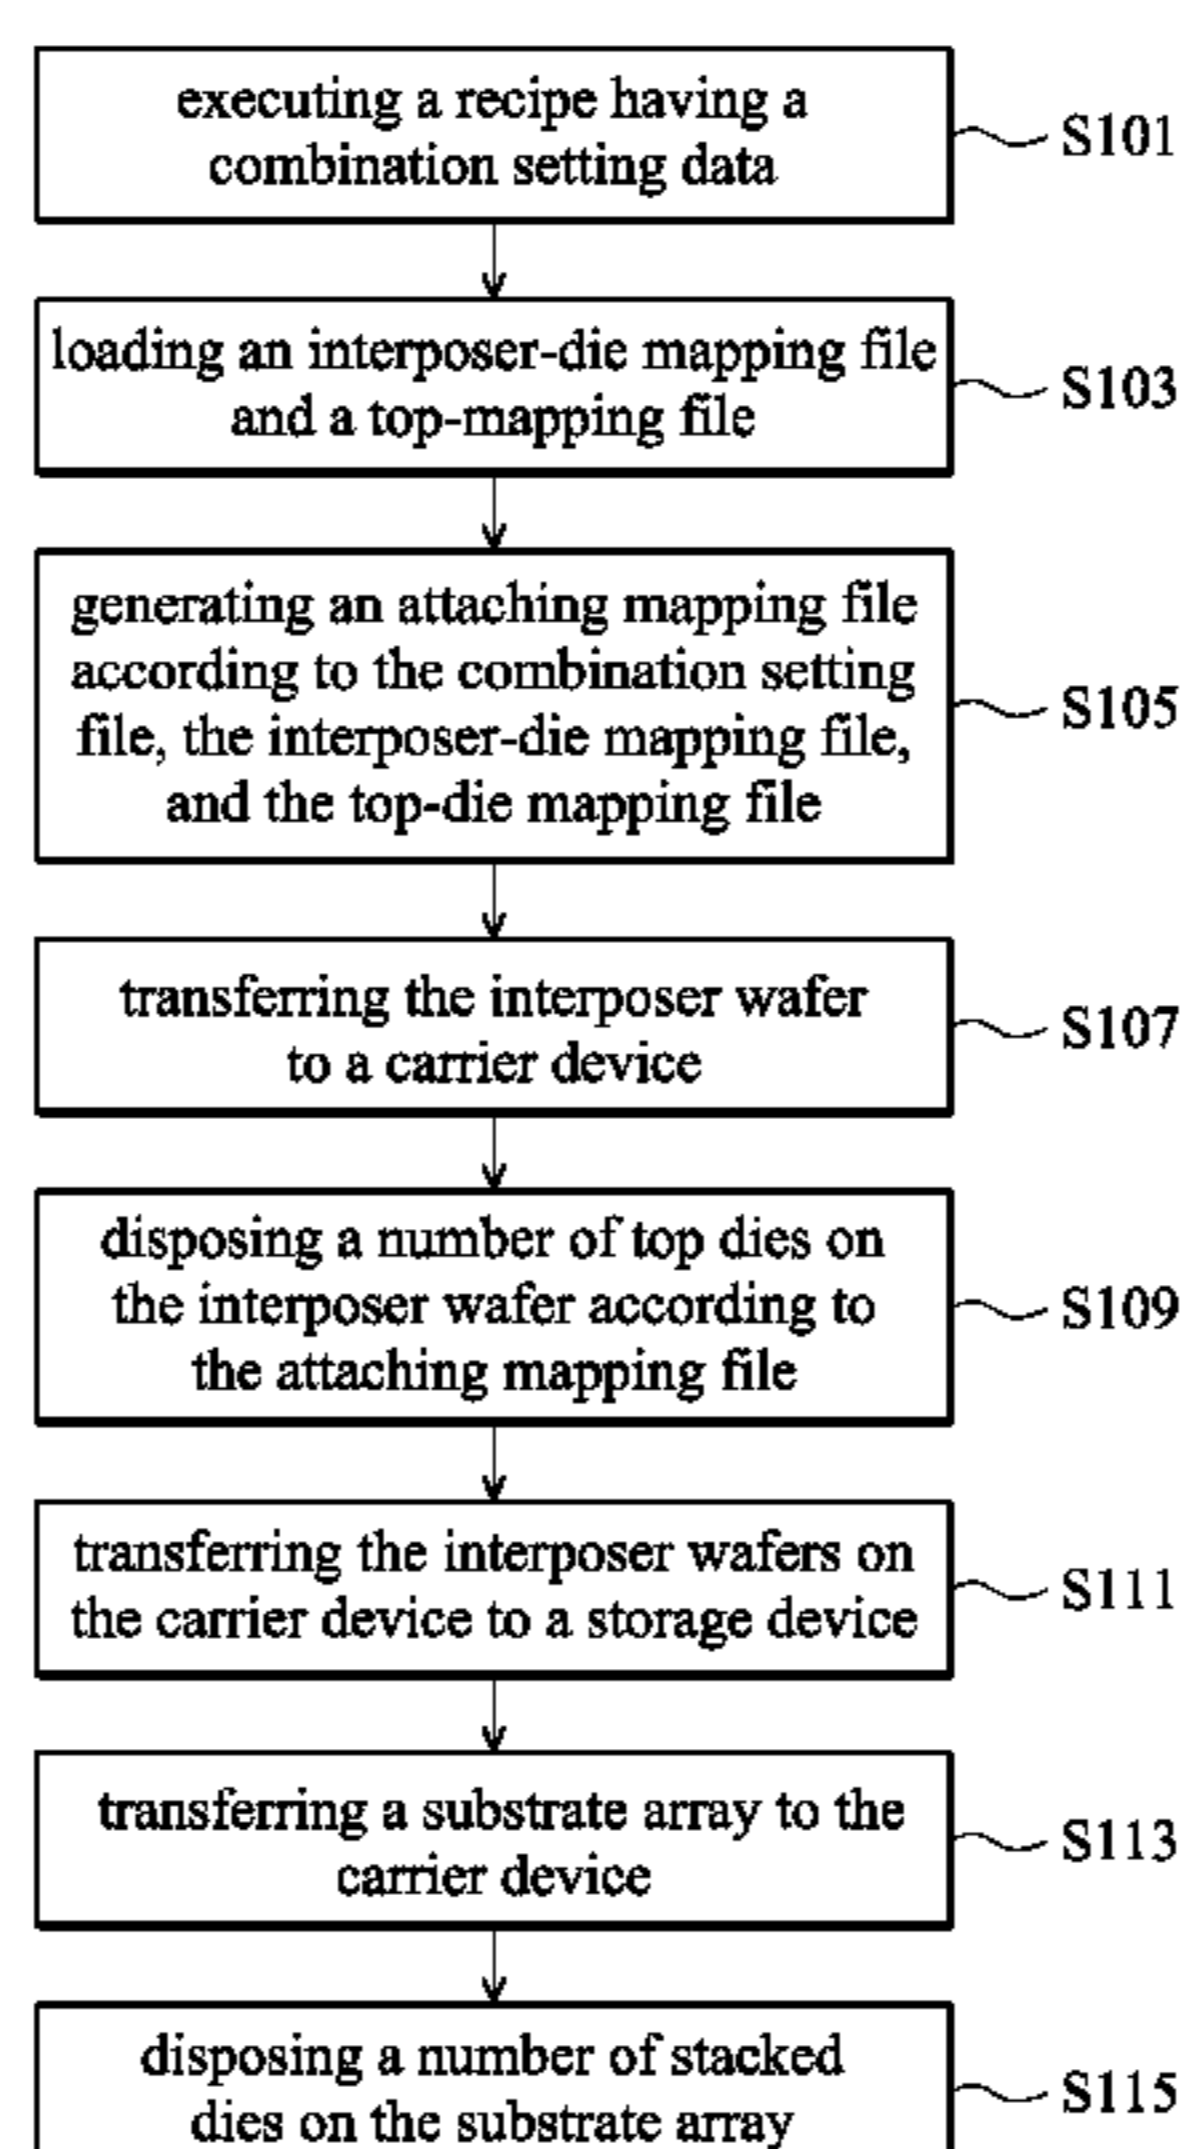 executing a recipe having a
combination setting data
S101
loading an interposer-die mapping file
and a top-mapping file
S103
generating an attaching mapping file
according to the combination setting
file, the interposer-die mapping file,
and the top-die mapping file
S105
transferring the interposer wafer
to a carrier device
S107
disposing a number of top dies on
the interposer wafer according to
the attaching mapping file
S109
transferring the interposer wafers on
the carrier device to a storage device
S111
transferring a substrate array to the
carrier device
S113
disposing a number of stacked
dies on the substrate array
S115